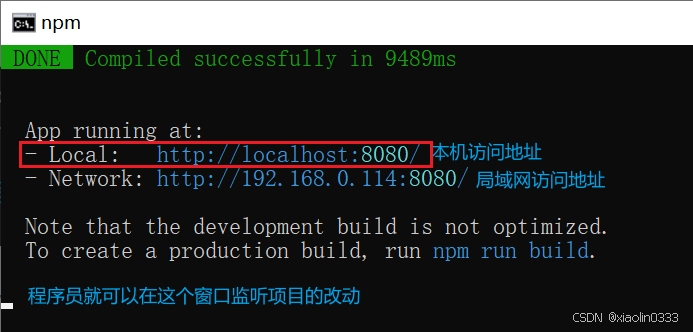 npm
DONE Compiled successfully in 9489ms
App running at:
- Local: http://localhost:8080/ 本机访问地址
- Network: http://192.168.0.114:8080/ 局域网访问地址
Note that the development build is not optimized.
To create a production build, run npm run build.
程序员就可以在这个窗口监听项目的改动
CSDN @xiaolin0333